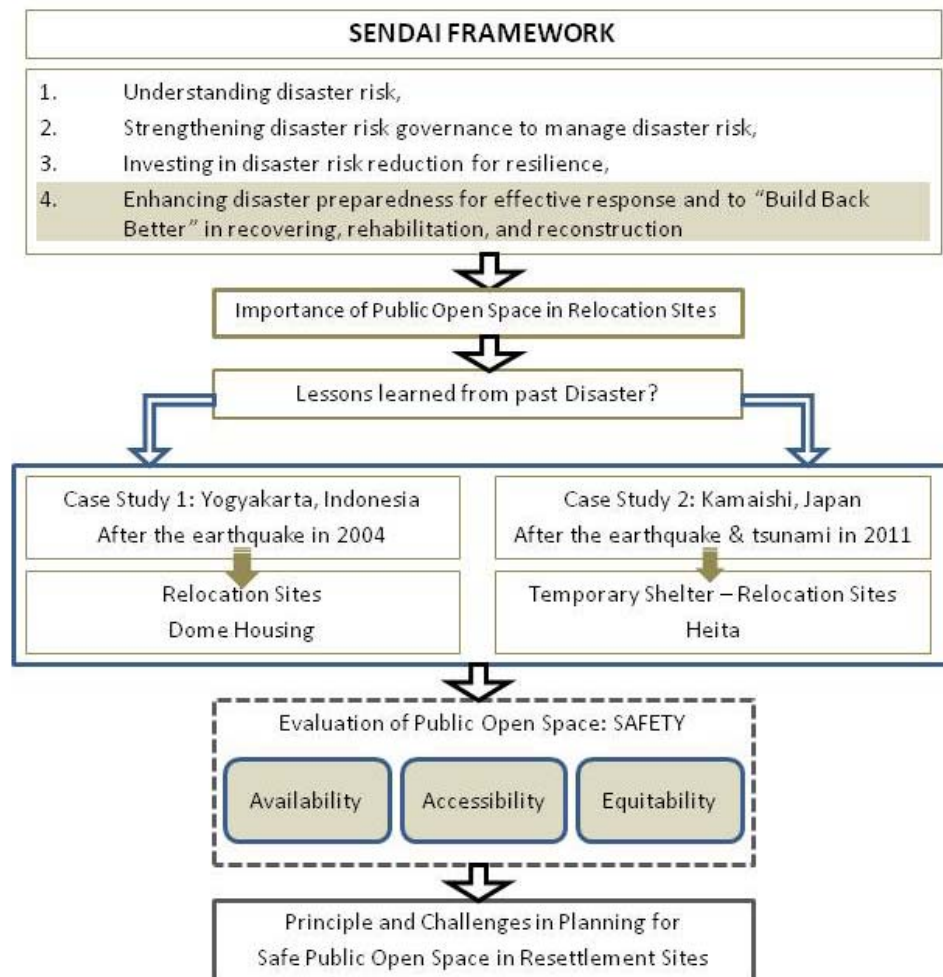 SENDAI FRAMEWORK
1. Understanding disaster risk,
2. Strengthening disaster risk governance to manage disaster risk,
3. Investing in disaster risk reduction for resilience,
4. Enhancing disaster preparedness for effective response and to “Build Back
Better” in recovering, rehabilitation, and reconstruction
Importance of Public Open Space in Relocation SItes
Lessons learned from past Disaster?
Case Study 1: Yogyakarta, Indonesia
After the earthquake in 2004
Relocation Sites
Dome Housing
Case Study 2: Kamaishi, Japan
After the earthquake & tsunami in 2011
Temporary Shelter – Relocation Sites
Heita
Evaluation of Public Open Space: SAFETY
Availability
Accessibility
Equitability
Principle and Challenges in Planning for
Safe Public Open Space in Resettlement Sites